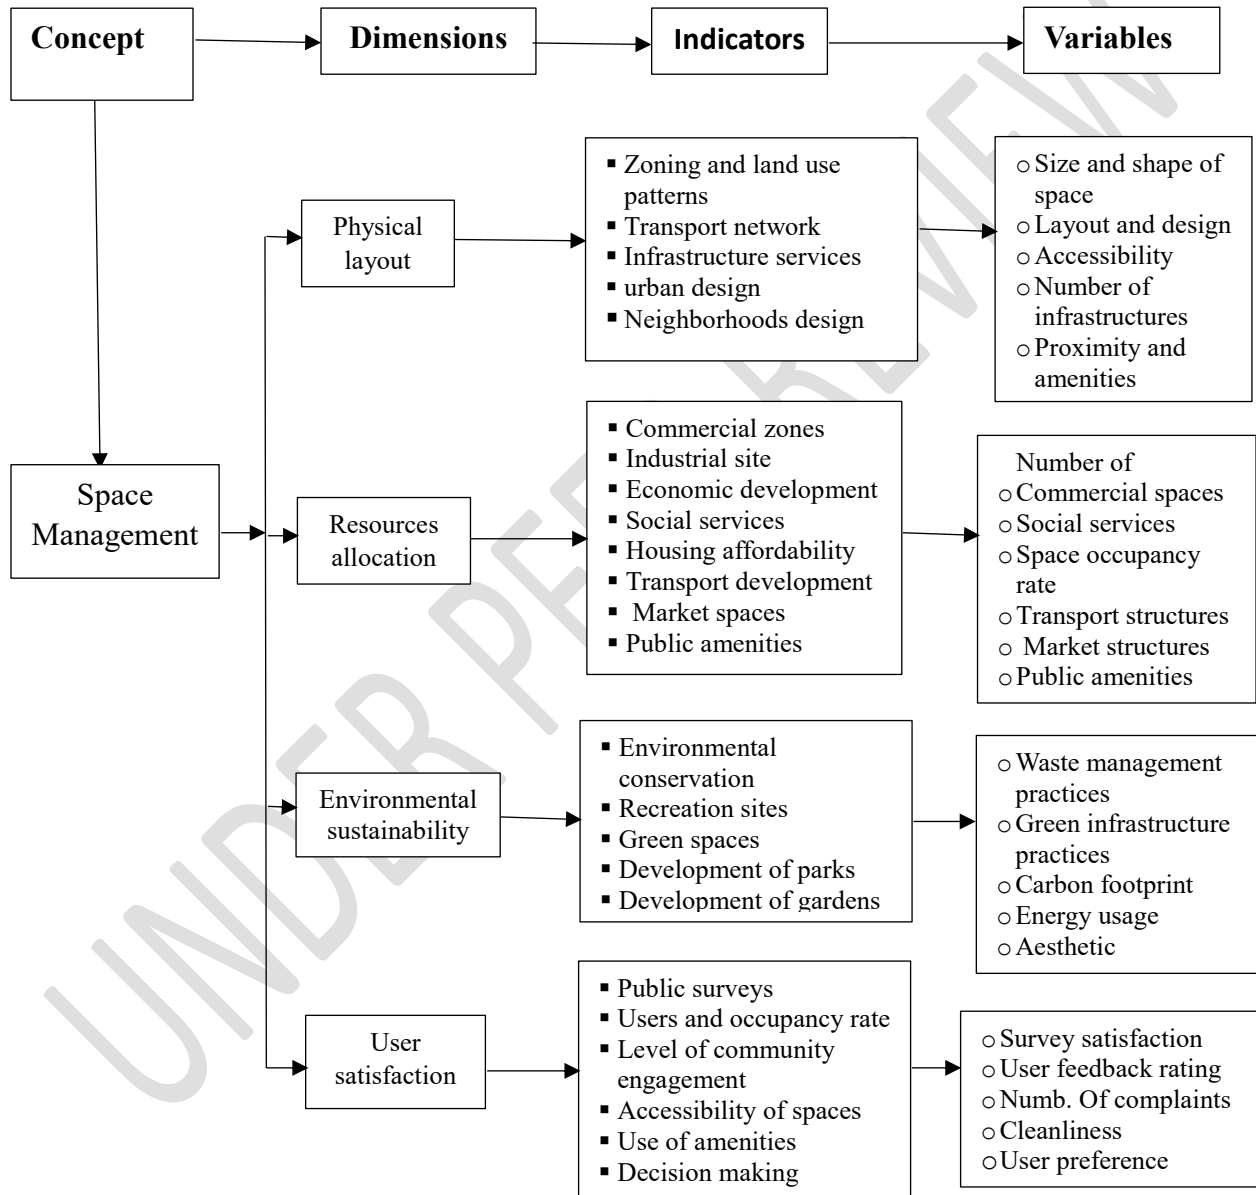 Concept
Dimensions
Indicators
Variables
Physical
layout
▪ Zoning and land use
patterns
▪ Transport network
▪ Infrastructure services
▪ urban design
▪ Neighborhoods design
○ Size and shape of
space
○ Layout and design
○ Accessibility
○ Number of
infrastructures
○ Proximity and
amenities
Space
Management
Resources
allocation
▪ Commercial zones
▪ Industrial site
▪ Economic development
▪ Social services
▪ Housing affordability
▪ Transport development
▪ Market spaces
▪ Public amenities
Number of
○ Commercial spaces
○ Social services
○ Space occupancy
rate
○ Transport structures
○ Market structures
○ Public amenities
Environmental
sustainability
▪ Environmental
conservation
▪ Recreation sites
▪ Green spaces
▪ Development of parks
▪ Development of gardens
○ Waste management
practices
○ Green infrastructure
practices
○ Carbon footprint
○ Energy usage
○ Aesthetic
User
satisfaction
▪ Public surveys
▪ Users and occupancy rate
▪ Level of community
engagement
▪ Accessibility of spaces
▪ Use of amenities
▪ Decision making
○ Survey satisfaction
○ User feedback rating
○ Numb. Of complaints
○ Cleanliness
○ User preference
UNDER PEER REVIEW